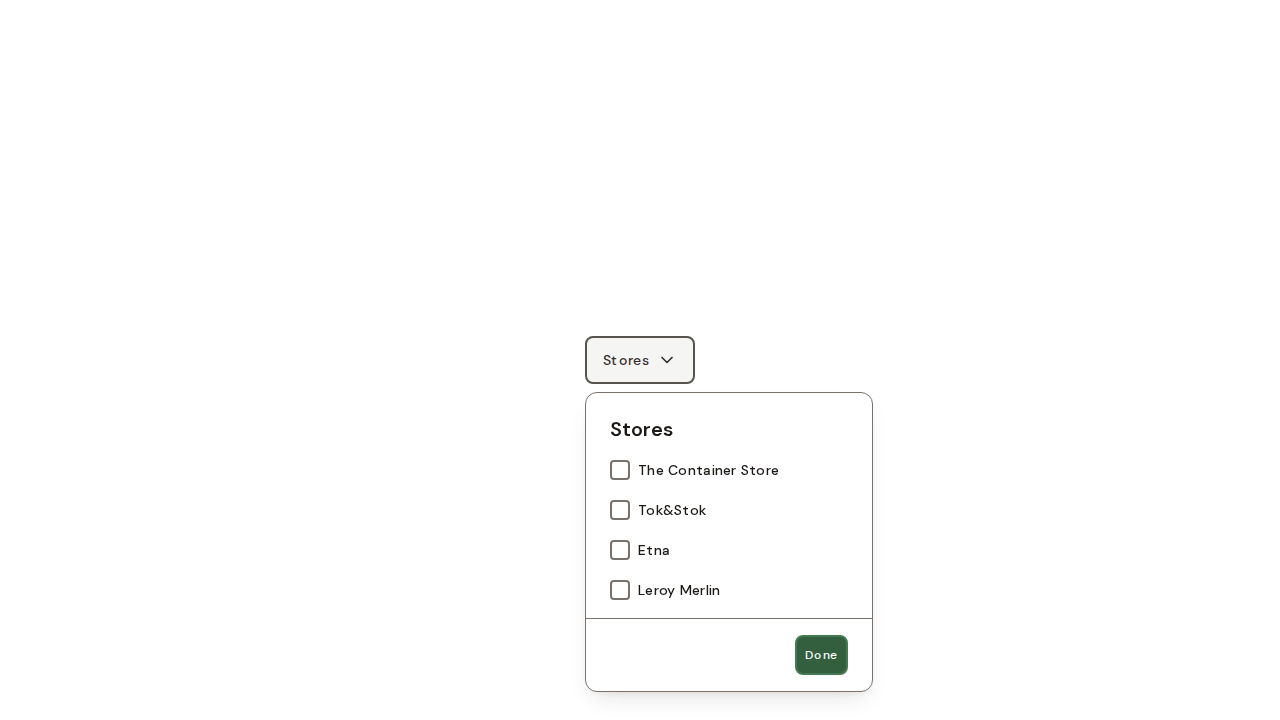 Stores
Stores
The Container Store
Tok&Stok
Etna
Leroy Merlin
Done